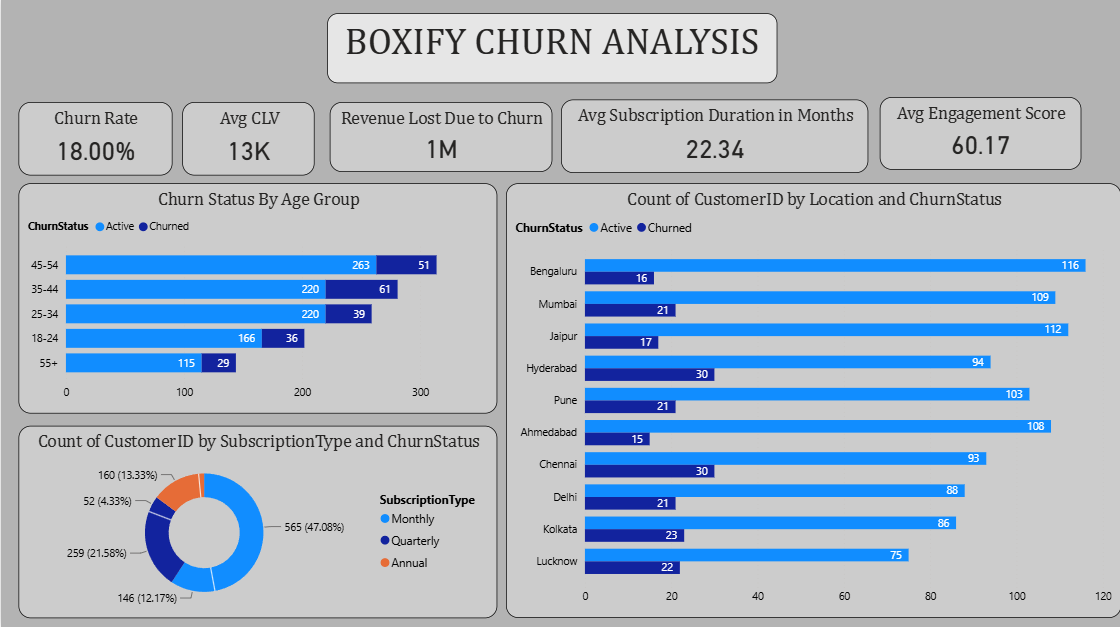 BOXIFY CHURN ANALYSIS
Churn Rate
18.00%
Avg CLV
13K
Revenue Lost Due to Churn
1M
Avg Subscription Duration in Months
22.34
Avg Engagement Score
60.17
Churn Status By Age Group
ChurnStatus Active Churned
45-54 263 51
35-44 220 61
25-34 220 39
18-24 166 36
55+ 115 29
0 100 200 300
Count of CustomerID by SubscriptionType and ChurnStatus
160 (13.33%)
52 (4.33%)
259 (21.58%)
146 (12.17%)
565 (47.08%)
SubscriptionType
Monthly
Quarterly
Annual
Count of CustomerID by Location and ChurnStatus
ChurnStatus Active Churned
Bengaluru 116 16
Mumbai 109 21
Jaipur 112 17
Hyderabad 94 30
Pune 103 21
Ahmedabad 108 15
Chennai 93 30
Delhi 88 21
Kolkata 86 23
Lucknow 75 22
0 20 40 60 80 100 120